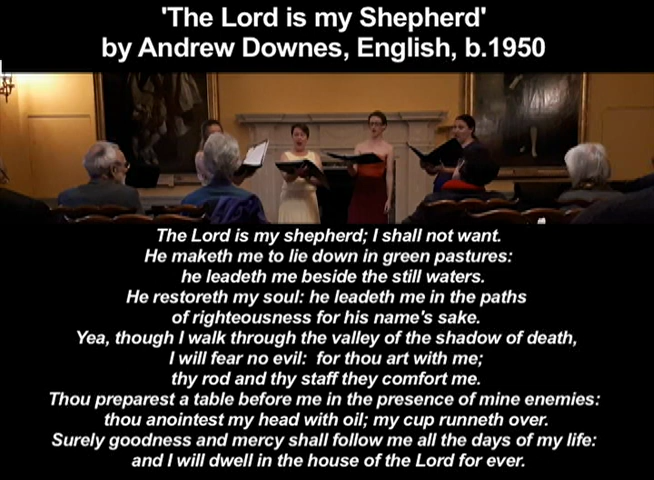 'The Lord is my Shepherd'
by Andrew Downes, English, b.1950
The Lord is my shepherd; I shall not want.
He maketh me to lie down in green pastures:
he leadeth me beside the still waters.
He restoreth my soul: he leadeth me in the paths
of righteousness for his name's sake.
Yea, though I walk through the valley of the shadow of death,
I will fear no evil:  for thou art with me;
thy rod and thy staff they comfort me.
Thou preparest a table before me in the presence of mine enemies:
thou anointest my head with oil; my cup runneth over.
Surely goodness and mercy shall follow me all the days of my life:
and I will dwell in the house of the Lord for ever.